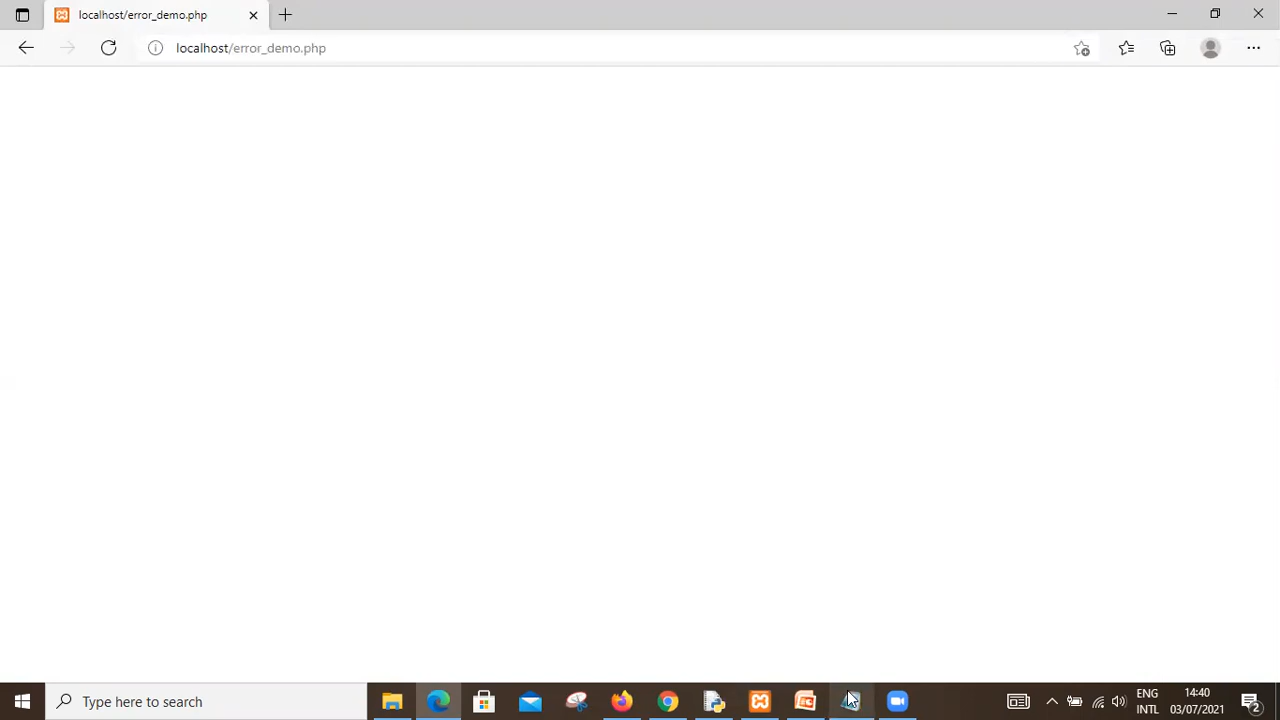 localhost/error_demo.php
localhost/error_demo.php
Type here to search
ENG
INTL
14:40
03/07/2021
2